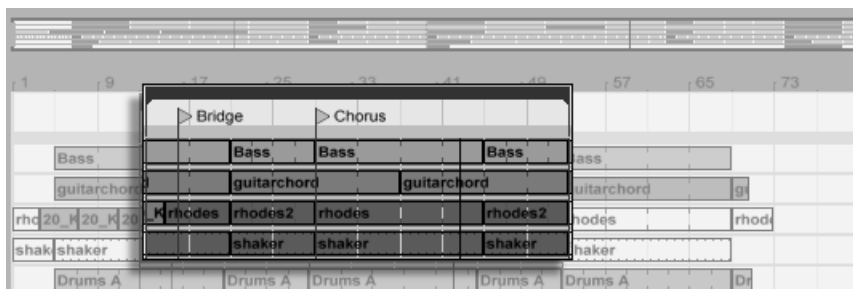 1 9 17 25 33 41 49 57 65 73
Bridge Chorus
Bass Bass Bass Bass Bass
guitarchord guitarchord guitarchord guitarchord
rhodes rhodes2 rhodes rhodes2 rhodes
shaker shaker shaker shaker shaker
Drums A Drums A Drums A Drums A Drums A